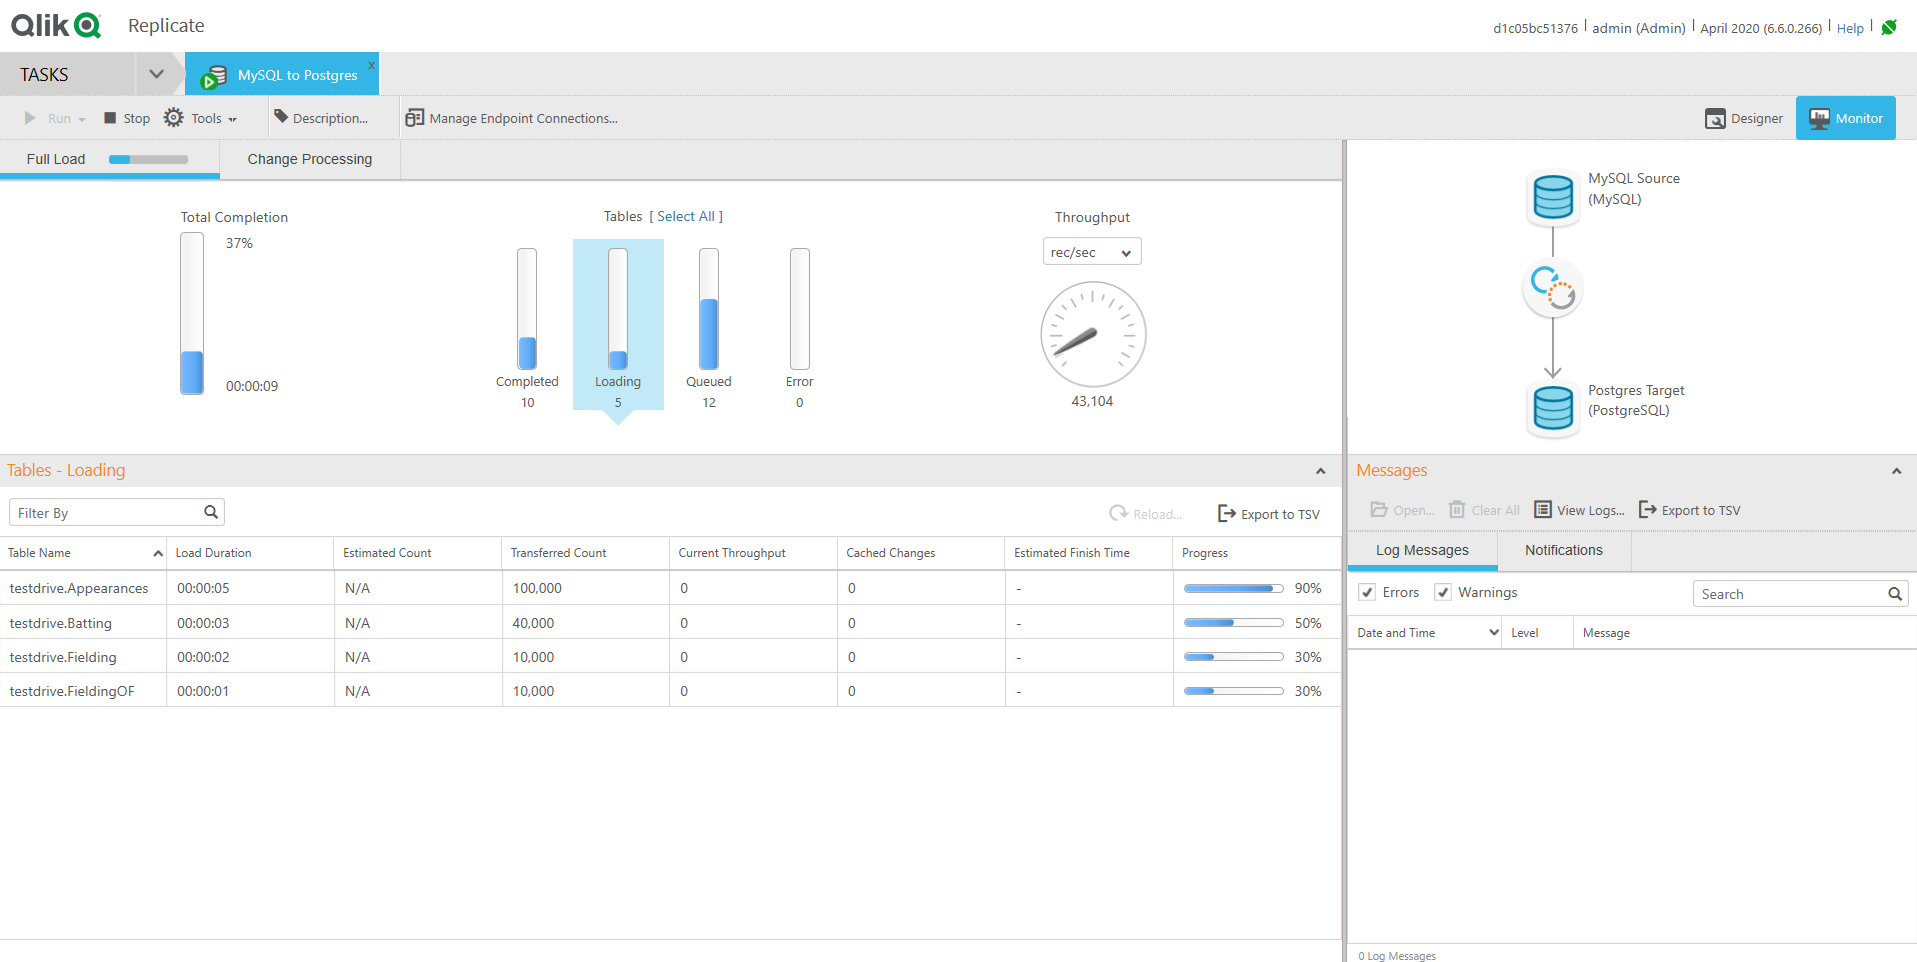 Qlik Replicate
d1c05bc51376 admin (Admin) April 2020 (6.6.0.266) Help
TASKS MySQL to Postgres x
Run Stop Tools Description... Manage Endpoint Connections... Designer Monitor
Full Load Change Processing
Total Completion
37%
00:00:09
Tables [ Select All ]
Completed Loading Queued Error
10 5 12 0
Throughput
rec/sec
43,104
MySQL Source
(MySQL)
Postgres Target
(PostgreSQL)
Tables - Loading
Filter By Reload... Export to TSV
Table Name Load Duration Estimated Count Transferred Count Current Throughput Cached Changes Estimated Finish Time Progress
testdrive.Appearances 00:00:05 N/A 100,000 0 0 - 90%
testdrive.Batting 00:00:03 N/A 40,000 0 0 - 50%
testdrive.Fielding 00:00:02 N/A 10,000 0 0 - 30%
testdrive.FieldingOF 00:00:01 N/A 10,000 0 0 - 30%
Messages
Open... Clear All View Logs... Export to TSV
Log Messages Notifications
Errors Warnings Search
Date and Time Level Message
0 Log Messages